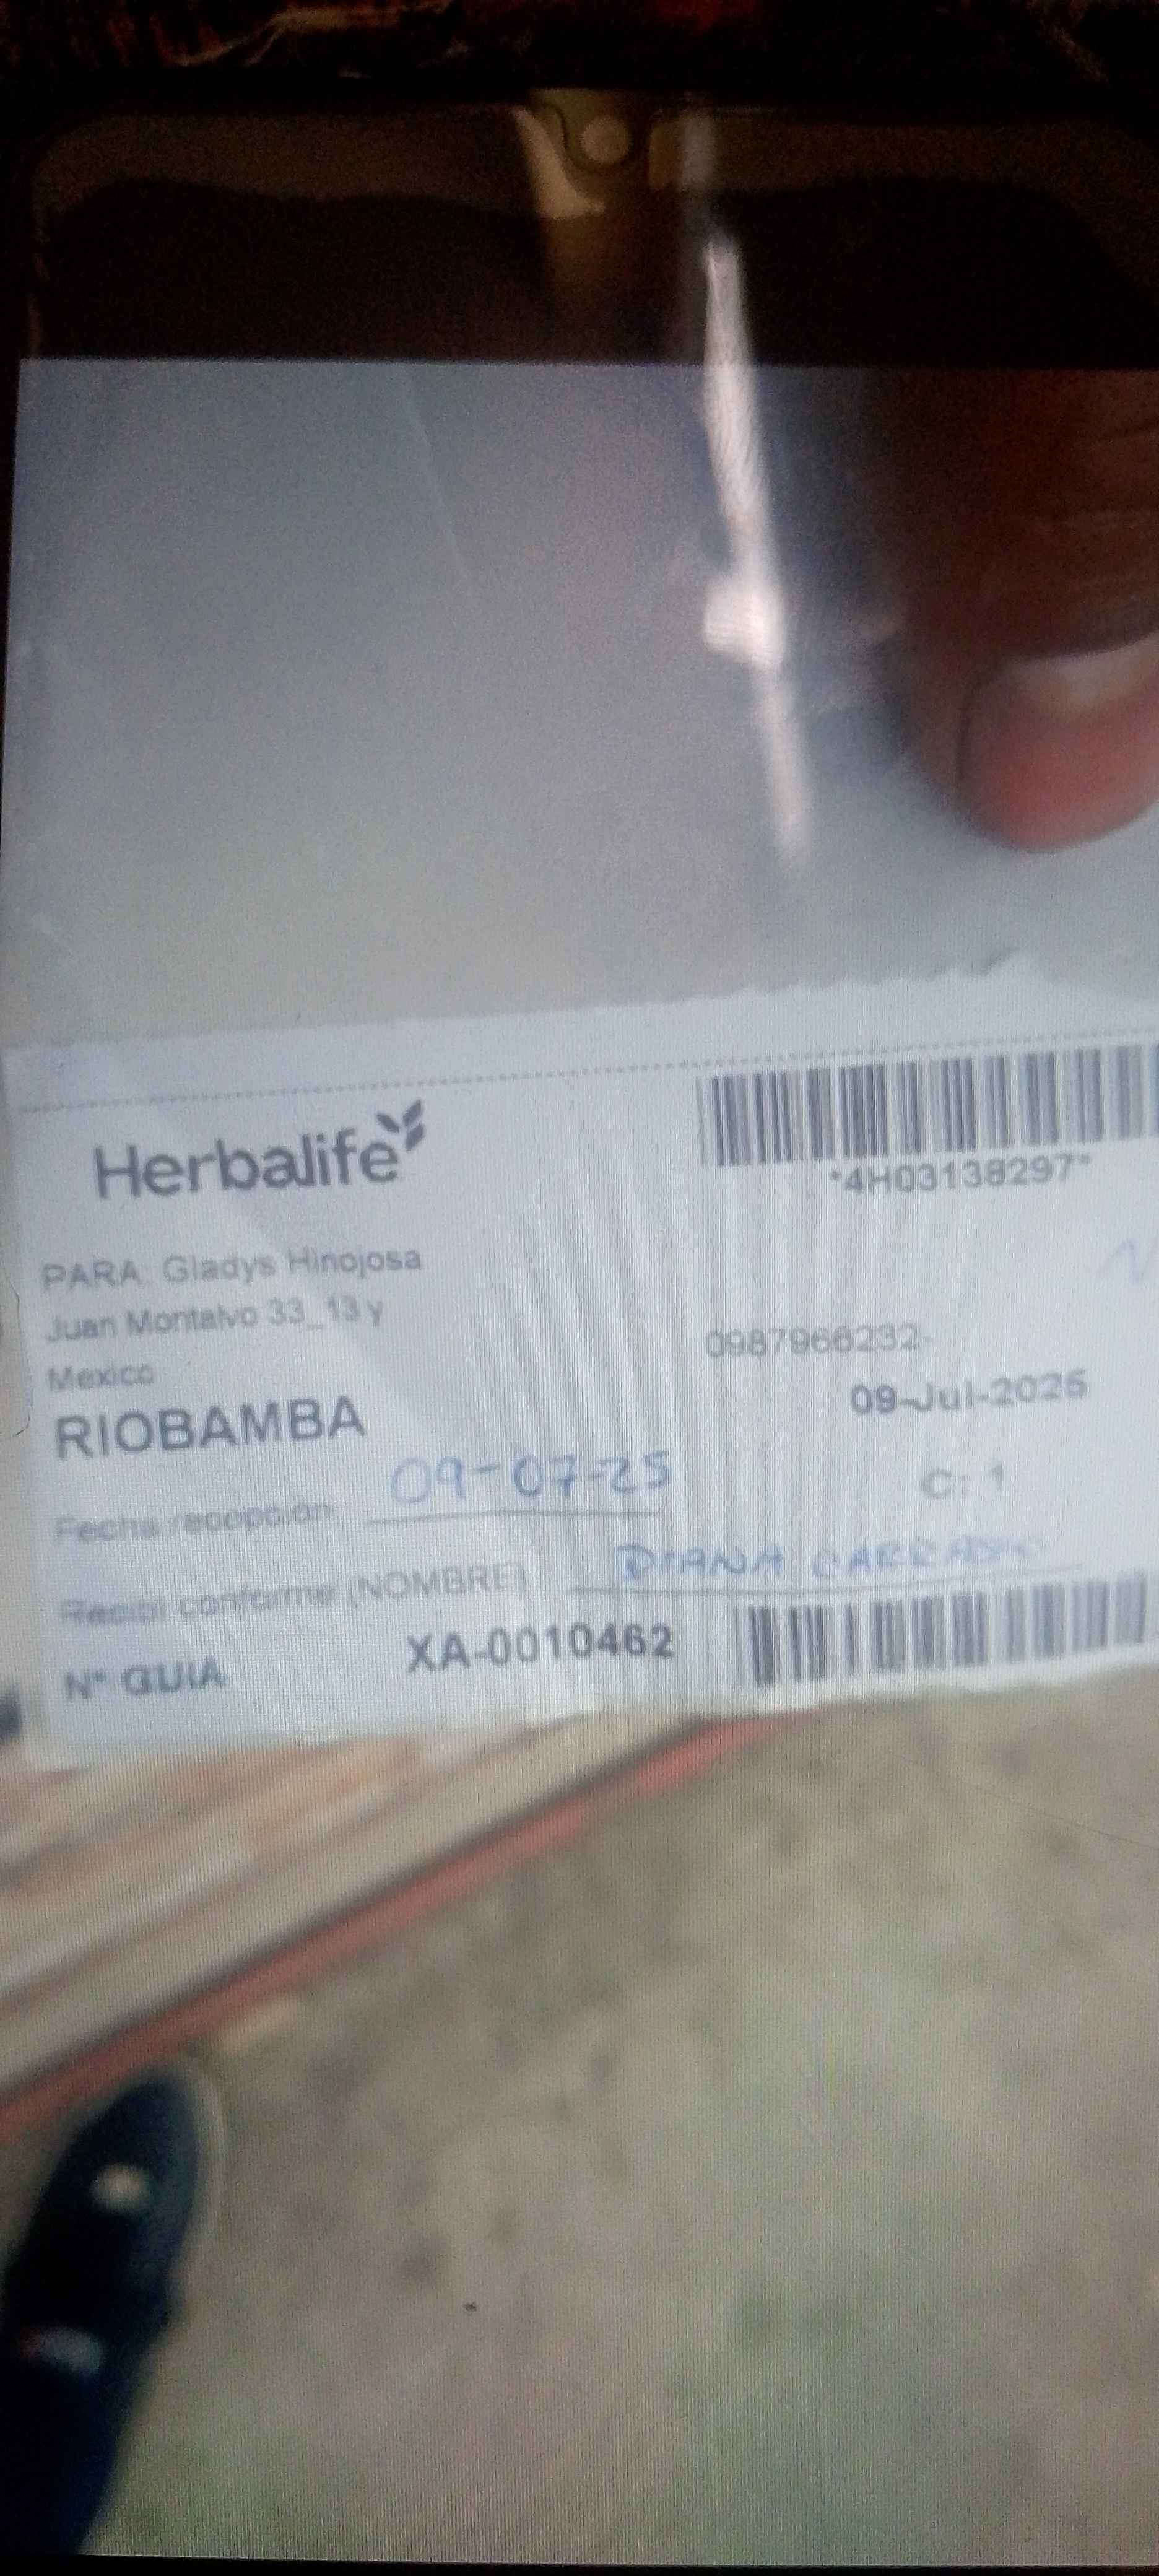 Herbalife
*4H03138297*
PARA: Gladys Hinojosa
Juan Montalvo 33_13 y
Mexico
0987966232-
RIOBAMBA
09-Jul-2025
Fecha recepción 09-07-25
C: 1
Recibí conforme (NOMBRE) DIANA
N° GUIA XA-0010462